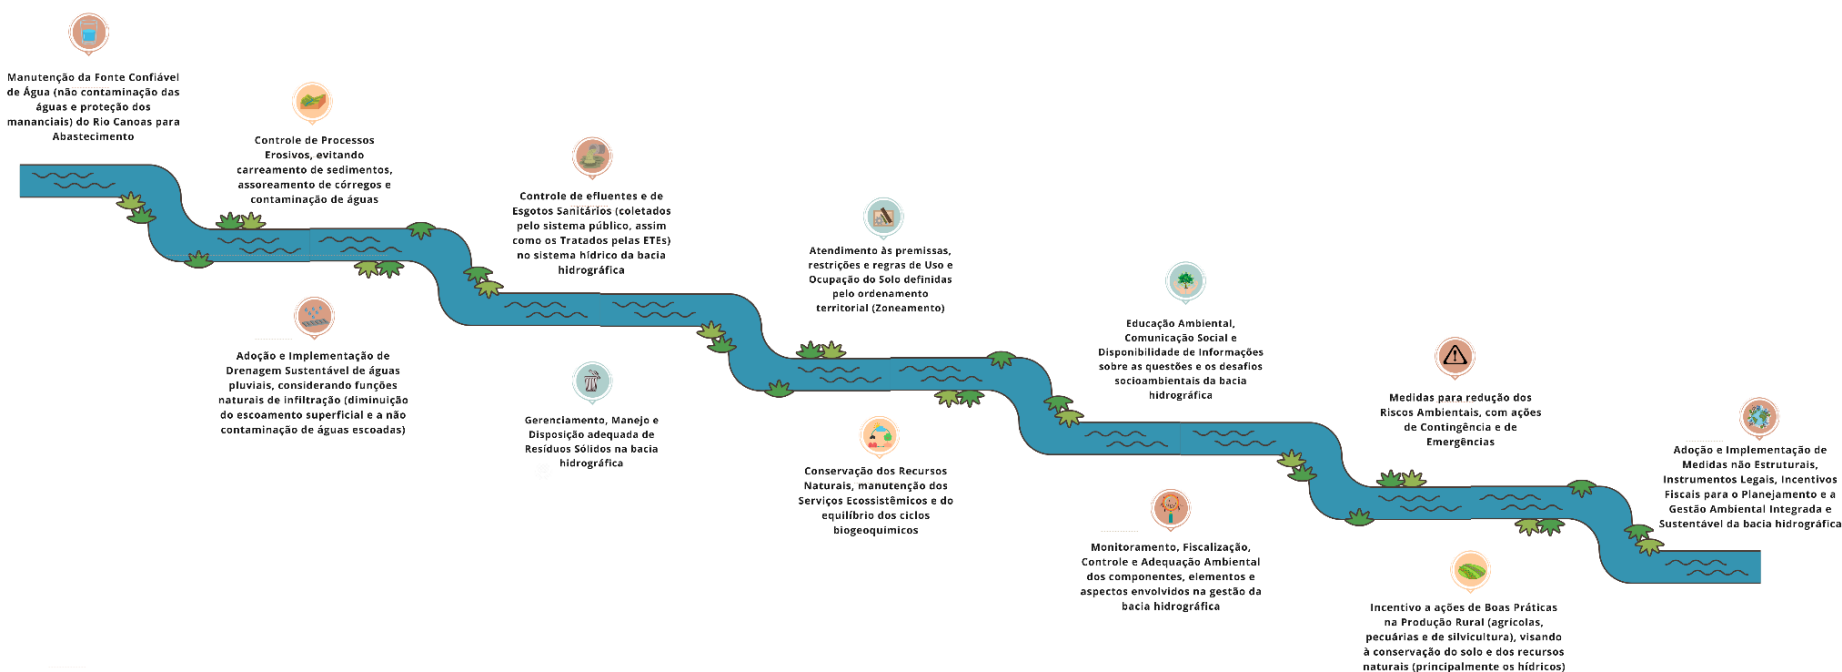 Manutenção da Fonte Confiável
de Água (não contaminação das
águas e proteção dos
mananciais) do Rio Canoas para
Abastecimento
Controle de Processos
Erosivos, evitando
carreamento de sedimentos,
assoreamento de córregos e
contaminação de águas
Adoção e Implementação de
Drenagem Sustentável de águas
pluviais, considerando funções
naturais de infiltração (diminuição
do escoamento superficial e a não
contaminação de águas escoadas)
Controle de efluentes e de
Esgotos Sanitários (coletados
pelo sistema público, assim
como os Tratados pelas ETEs)
no sistema hídrico da bacia
hidrográfica
Gerenciamento, Manejo e
Disposição adequada de
Resíduos Sólidos na bacia
hidrográfica
Atendimento às premissas,
restrições e regras de Uso e
Ocupação do Solo definidas
pelo ordenamento
territorial (Zoneamento)
Conservação dos Recursos
Naturais, manutenção dos
Serviços Ecossistêmicos e do
equilíbrio dos ciclos
biogeoquimicos
Educação Ambiental,
Comunicação Social e
Disponibilidade de Informações
sobre as questões e os desafios
socioambientais da bacia
hidrográfica
Monitoramento, Fiscalização,
Controle e Adequação Ambiental
dos componentes, elementos e
aspectos envolvidos na gestão da
bacia hidrográfica
Medidas para redução dos
Riscos Ambientais, com ações
de Contingência e de
Emergências
Incentivo a ações de Boas Práticas
na Produção Rural (agrícolas,
pecuárias e de silvicultura), visando
à conservação do solo e dos recursos
naturais (principalmente os hídricos)
Adoção e Implementação de
Medidas não Estruturais,
Instrumentos Legais, Incentivos
Fiscais para o Planejamento e a
Gestão Ambiental Integrada e
Sustentável da bacia hidrográfica